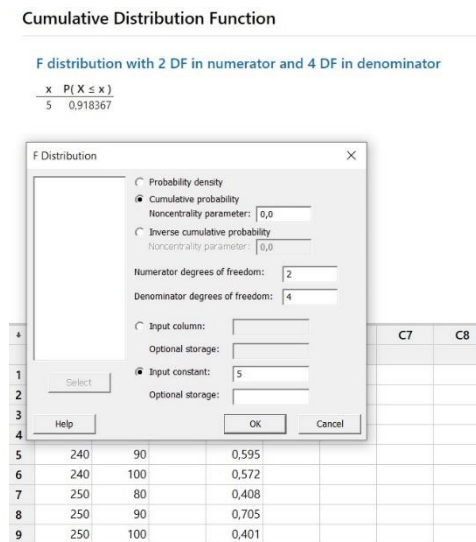 Cumulative Distribution Function
F distribution with 2 DF in numerator and 4 DF in denominator
x P( X ≤ x )
5 0,918367
F Distribution
Probability density
Cumulative probability
Noncentrality parameter: 0,0
Inverse cumulative probability
Noncentrality parameter: 0,0
Numerator degrees of freedom: 2
Denominator degrees of freedom: 4
Input column:
Optional storage:
Input constant: 5
Optional storage:
Select
Help OK Cancel
C7 C8
1
2
3
4
5 240 90 0,595
6 240 100 0,572
7 250 80 0,408
8 250 90 0,705
9 250 100 0,401